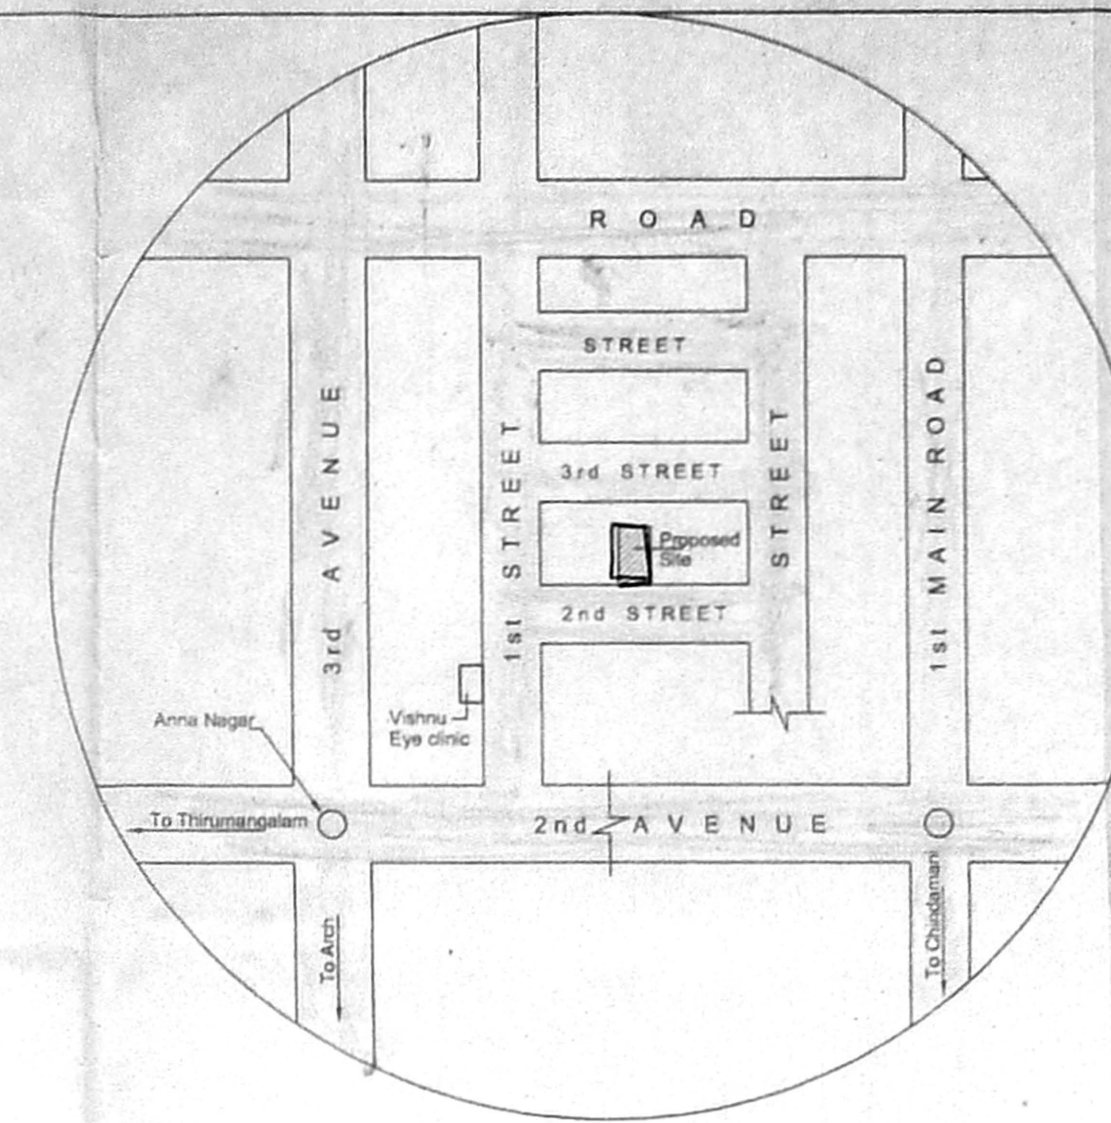 ROAD
STREET
3rd AVENUE
1st STREET
3rd STREET
STREET
1st MAIN ROAD
Proposed
Site
2nd STREET
Anna Nagar
Vishnu
Eye clinic
To Thirumangalam
2nd AVENUE
To Arch
To Chindamani